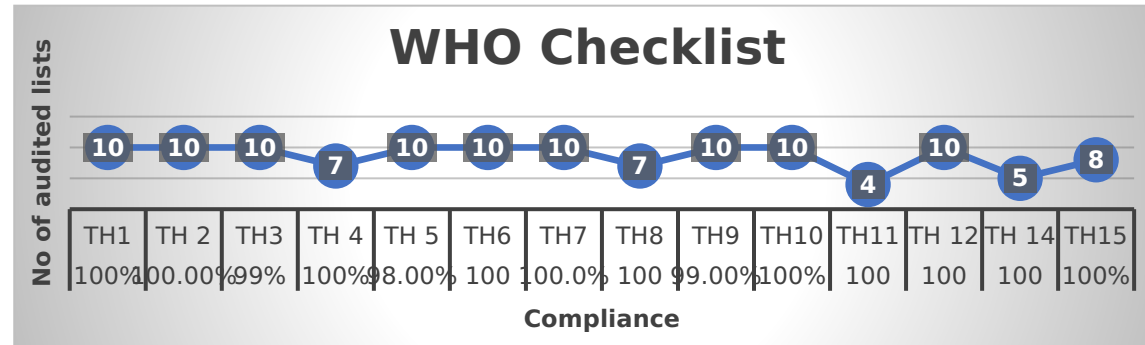 WHO Checklist
No of audited lists
10 10 10 7 10 10 10 7 10 10 4 10 5 8
TH1 TH 2 TH3 TH 4 TH 5 TH6 TH7 TH8 TH9 TH10 TH11 TH 12 TH 14 TH15
100% 100.00% 99% 100% 98.00% 100 100.0% 100 99.00% 100% 100 100 100 100%
Compliance